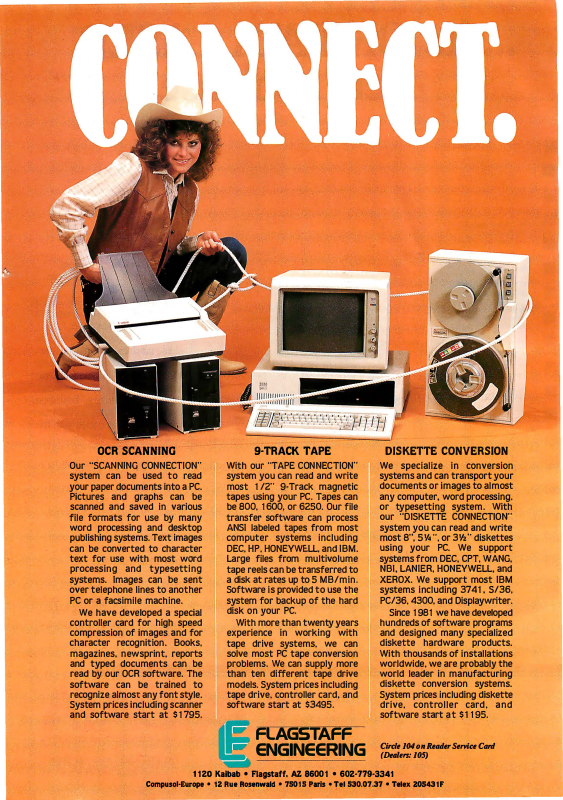 CONNECT.
OCR SCANNING
Our "SCANNING CONNECTION"
system can be used to read
your paper documents into a PC.
Pictures and graphs can be
scanned and saved in various
file formats for use by many
word processing and desktop
publishing systems. Text images
can be converted to character
text for use with most word
processing and typesetting
systems. Images can be sent
over telephone lines to another
PC or a facsimile machine.
We have developed a special
controller card for high speed
compression of images and for
character recognition. Books,
magazines, newsprint, reports
and typed documents can be
read by our OCR software. The
software can be trained to
recognize almost any font style.
System prices including scanner
and software start at $1795.
9-TRACK TAPE
With our "TAPE CONNECTION"
system you can read and write
most 1/2" 9-Track magnetic
tapes using your PC. Tapes can
be 800, 1600, or 6250. Our file
transfer software can process
ANSI labeled tapes from most
computer systems including
DEC, HP, HONEYWELL, and IBM.
Large files from multivolume
tape reels can be transferred to
a disk at rates up to 5 MB/min.
Software is provided to use the
system for backup of the hard
disk on your PC.
With more than twenty years
experience in working with
tape drive systems, we can
solve most PC tape conversion
problems. We can supply more
than ten different tape drive
models. System prices including
tape drive, controller card, and
software start at $3495.
DISKETTE CONVERSION
We specialize in conversion
systems and can transport your
documents or images to almost
any computer, word processing,
or typesetting system. With
our "DISKETTE CONNECTION"
system you can read and write
most 8", 5¼", or 3½" diskettes
using your PC. We support
systems from DEC, CPT, WANG,
NBI, LANIER, HONEYWELL, and
XEROX. We support most IBM
systems including 3741, S/36,
PC/36, 4300, and Displaywriter.
Since 1981 we have developed
hundreds of software programs
and designed many specialized
diskette hardware products.
With thousands of installations
worldwide, we are probably the
world leader in manufacturing
diskette conversion systems.
System prices including diskette
drive, controller card, and
software start at $1195.
FLAGSTAFF
ENGINEERING
Circle 104 on Reader Service Card
(Dealers: 105)
1120 Kaibab • Flagstaff, AZ 86001 • 602-779-3341
Compusol-Europe • 12 Rue Rosenwald • 75015 Paris • Tel 530.07.37 • Telex 205431F